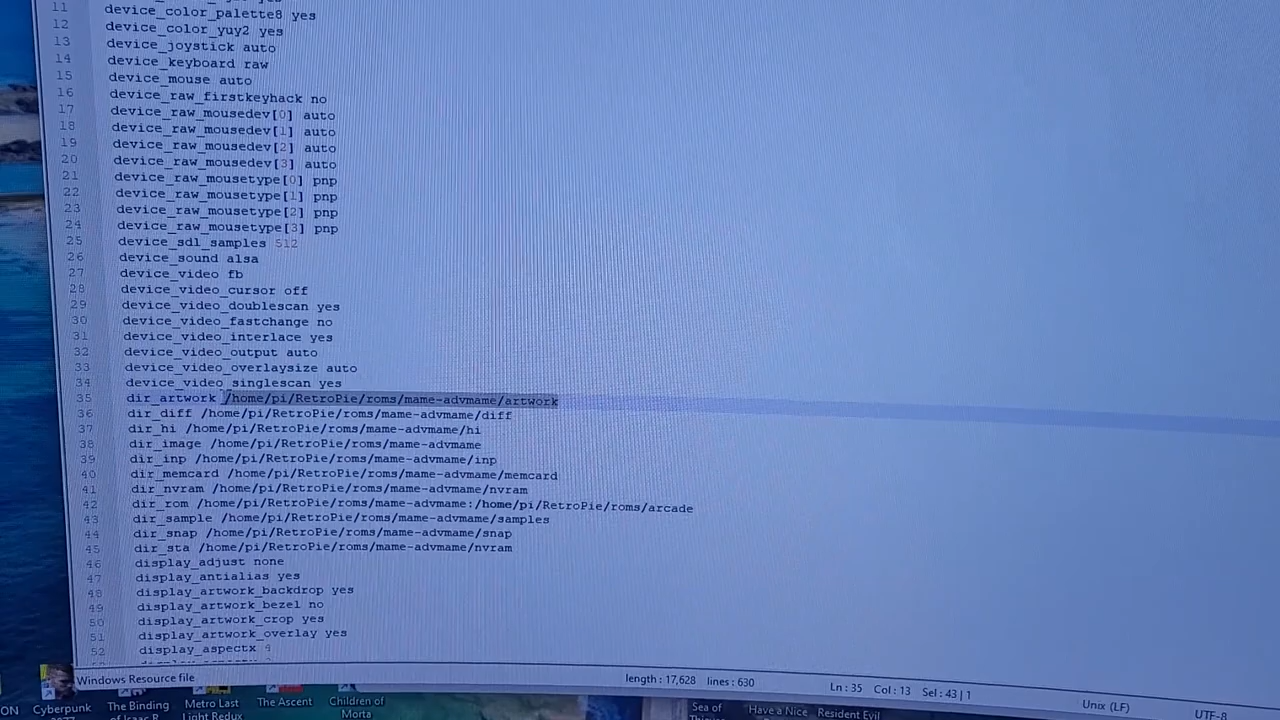 11 device_color_palette8 yes
12 device_color_yuy2 yes
13 device_joystick auto
14 device_keyboard raw
15 device_mouse auto
16 device_raw_firstkeyhack no
17 device_raw_mousedev[0] auto
18 device_raw_mousedev[1] auto
19 device_raw_mousedev[2] auto
20 device_raw_mousedev[3] auto
21 device_raw_mousetype[0] pnp
22 device_raw_mousetype[1] pnp
23 device_raw_mousetype[2] pnp
24 device_raw_mousetype[3] pnp
25 device_sdl_samples 512
26 device_sound alsa
27 device_video fb
28 device_video_cursor off
29 device_video_doublescan yes
30 device_video_fastchange no
31 device_video_interlace yes
32 device_video_output auto
33 device_video_overlaysize auto
34 device_video_singlescan yes
35 dir_artwork /home/pi/RetroPie/roms/mame-advmame/artwork
36 dir_diff /home/pi/RetroPie/roms/mame-advmame/diff
37 dir_hi /home/pi/RetroPie/roms/mame-advmame/hi
38 dir_image /home/pi/RetroPie/roms/mame-advmame
39 dir_inp /home/pi/RetroPie/roms/mame-advmame/inp
40 dir_memcard /home/pi/RetroPie/roms/mame-advmame/memcard
41 dir_nvram /home/pi/RetroPie/roms/mame-advmame/nvram
42 dir_rom /home/pi/RetroPie/roms/mame-advmame:/home/pi/RetroPie/roms/arcade
43 dir_sample /home/pi/RetroPie/roms/mame-advmame/samples
44 dir_snap /home/pi/RetroPie/roms/mame-advmame/snap
45 dir_sta /home/pi/RetroPie/roms/mame-advmame/nvram
46 display_adjust none
47 display_antialias yes
48 display_artwork_backdrop yes
49 display_artwork_bezel no
50 display_artwork_crop yes
51 display_artwork_overlay yes
52 display_aspectx 4
Windows Resource file length : 17,628 lines : 630 Ln : 35 Col : 13 Sel : 43 | 1 Unix (LF) UTF-8
ON Cyberpunk The Binding Metro Last The Ascent Children of Sea of Have a Nice Resident Evil
2077 of Isaac R Light Redux Morta